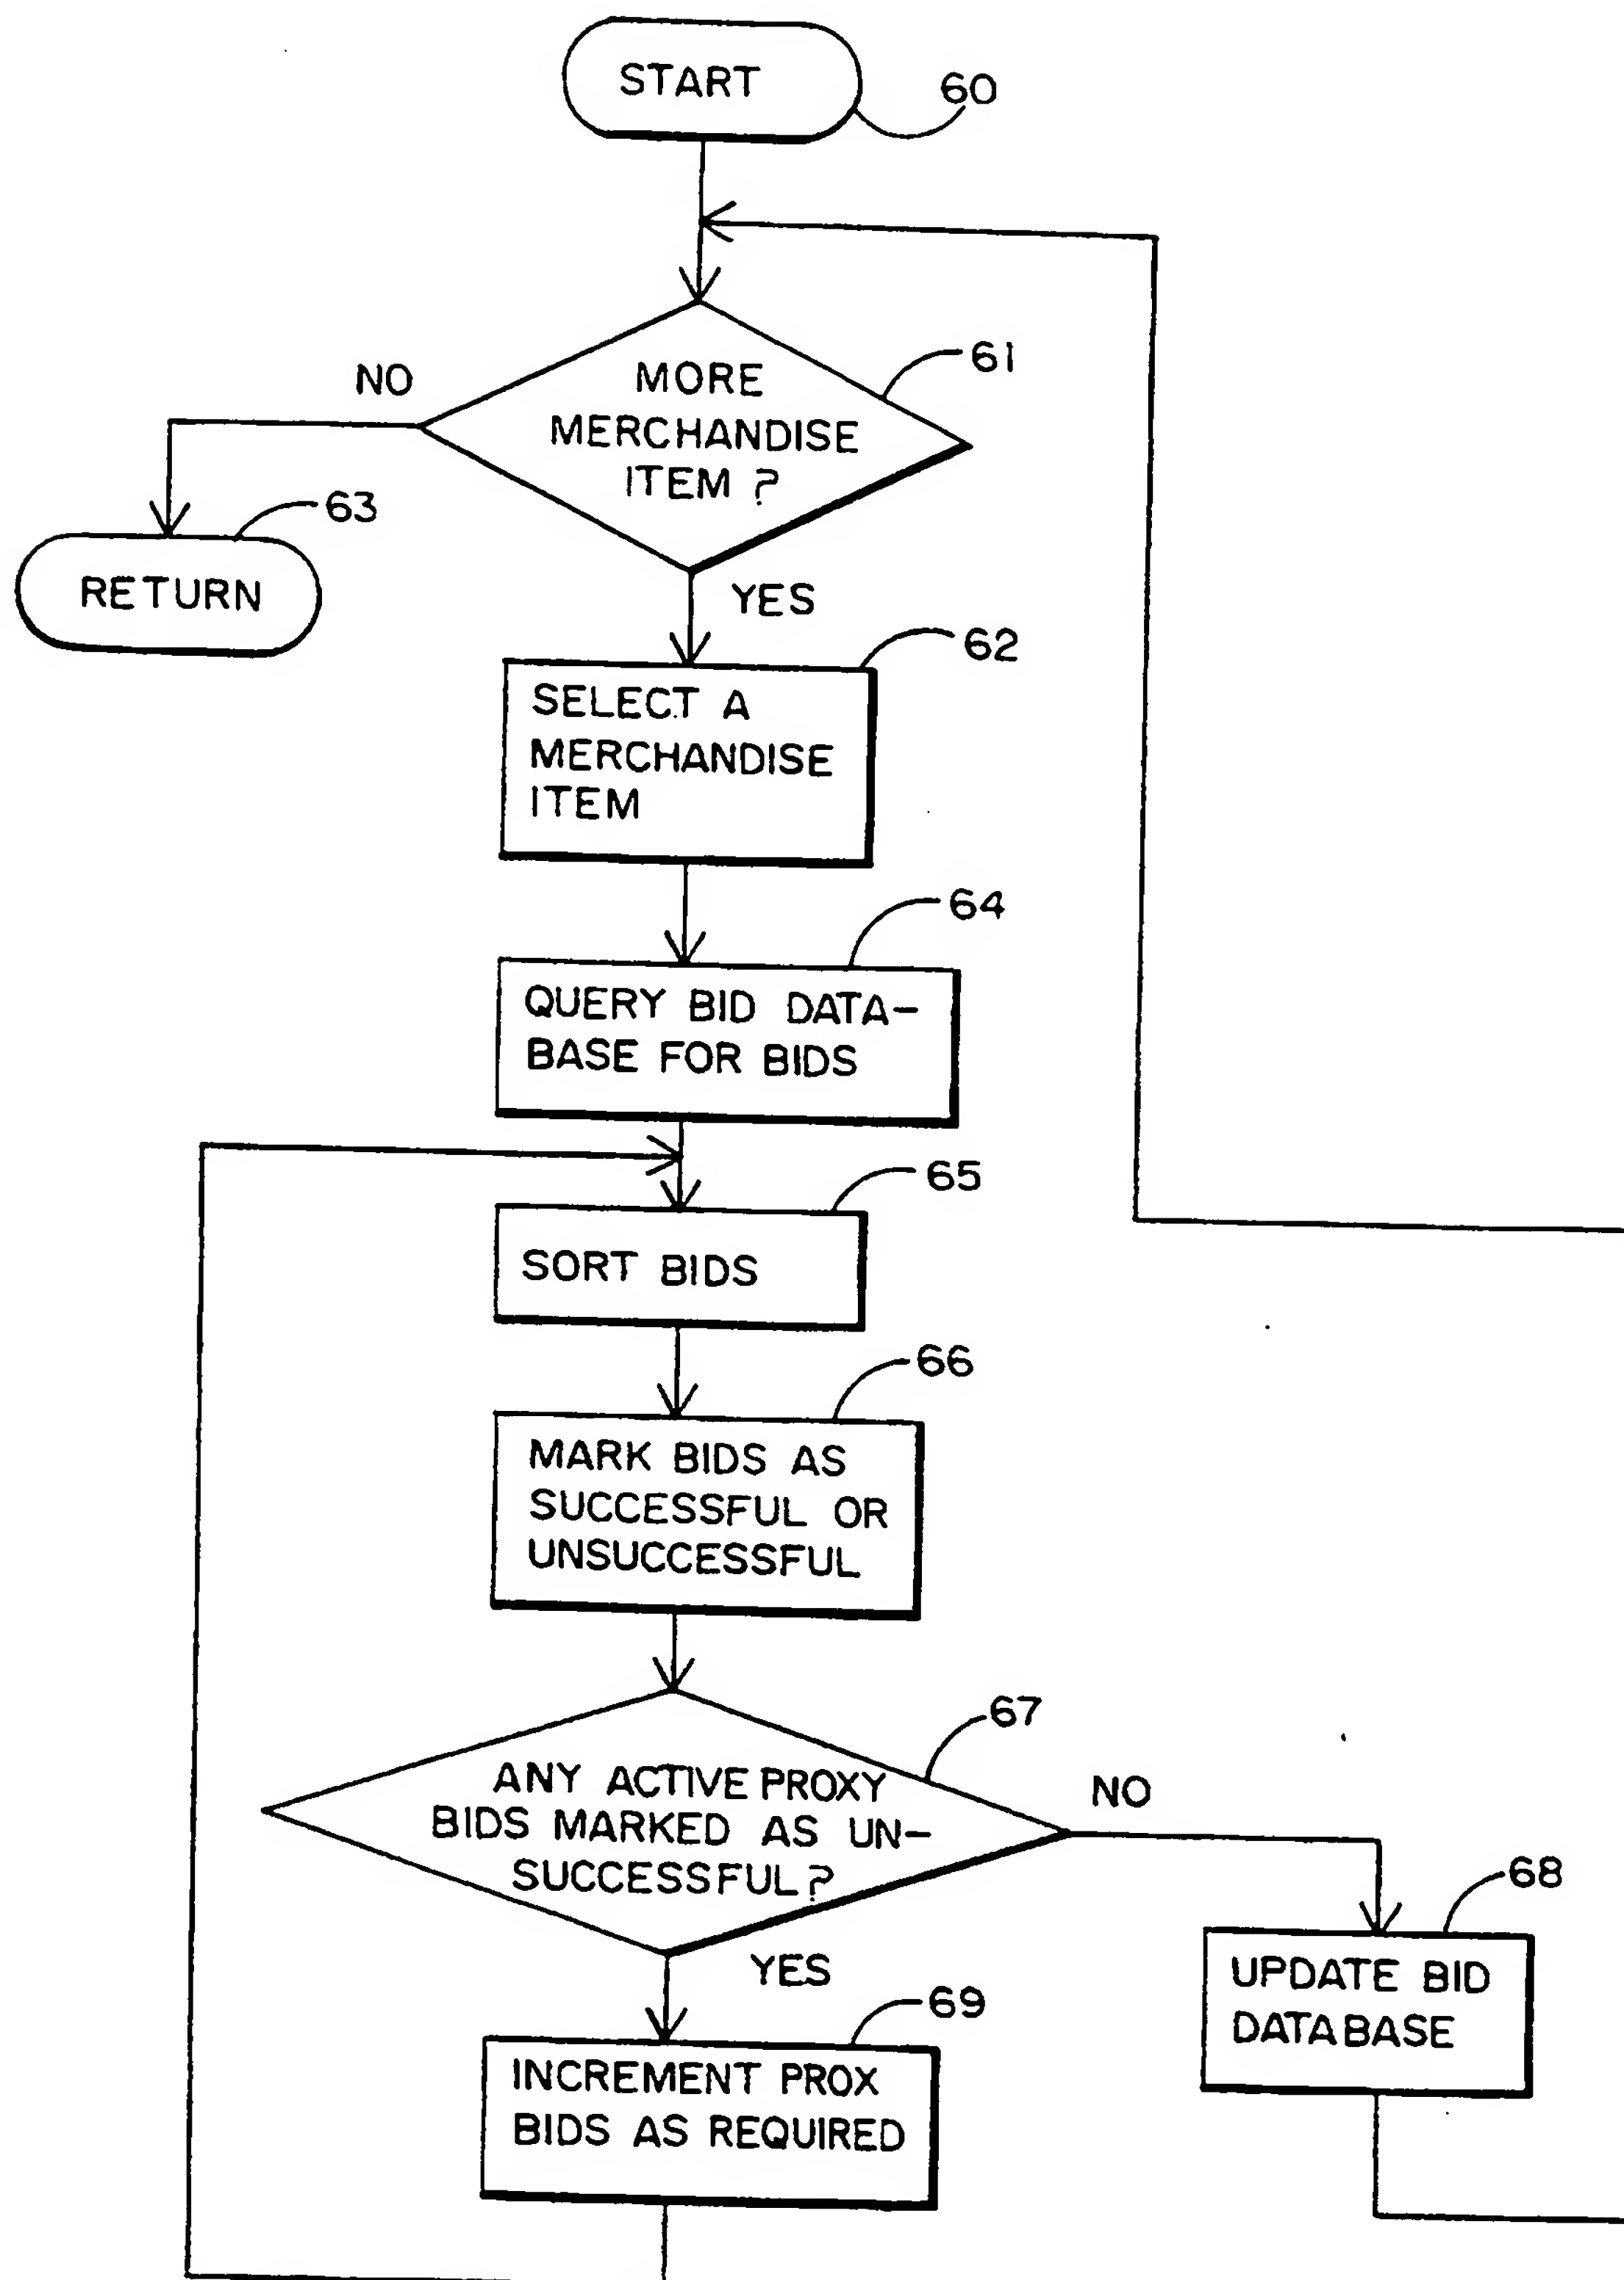 START
60
NO
MORE
MERCHANDISE
ITEM ?
61
RETURN
63
YES
62
SELECT A
MERCHANDISE
ITEM
64
QUERY BID DATA-
BASE FOR BIDS
65
SORT BIDS
66
MARK BIDS AS
SUCCESSFUL OR
UNSUCCESSFUL
67
ANY ACTIVE PROXY
BIDS MARKED AS UN-
SUCCESSFUL?
NO
68
UPDATE BID
DATABASE
YES
69
INCREMENT PROX
BIDS AS REQUIRED